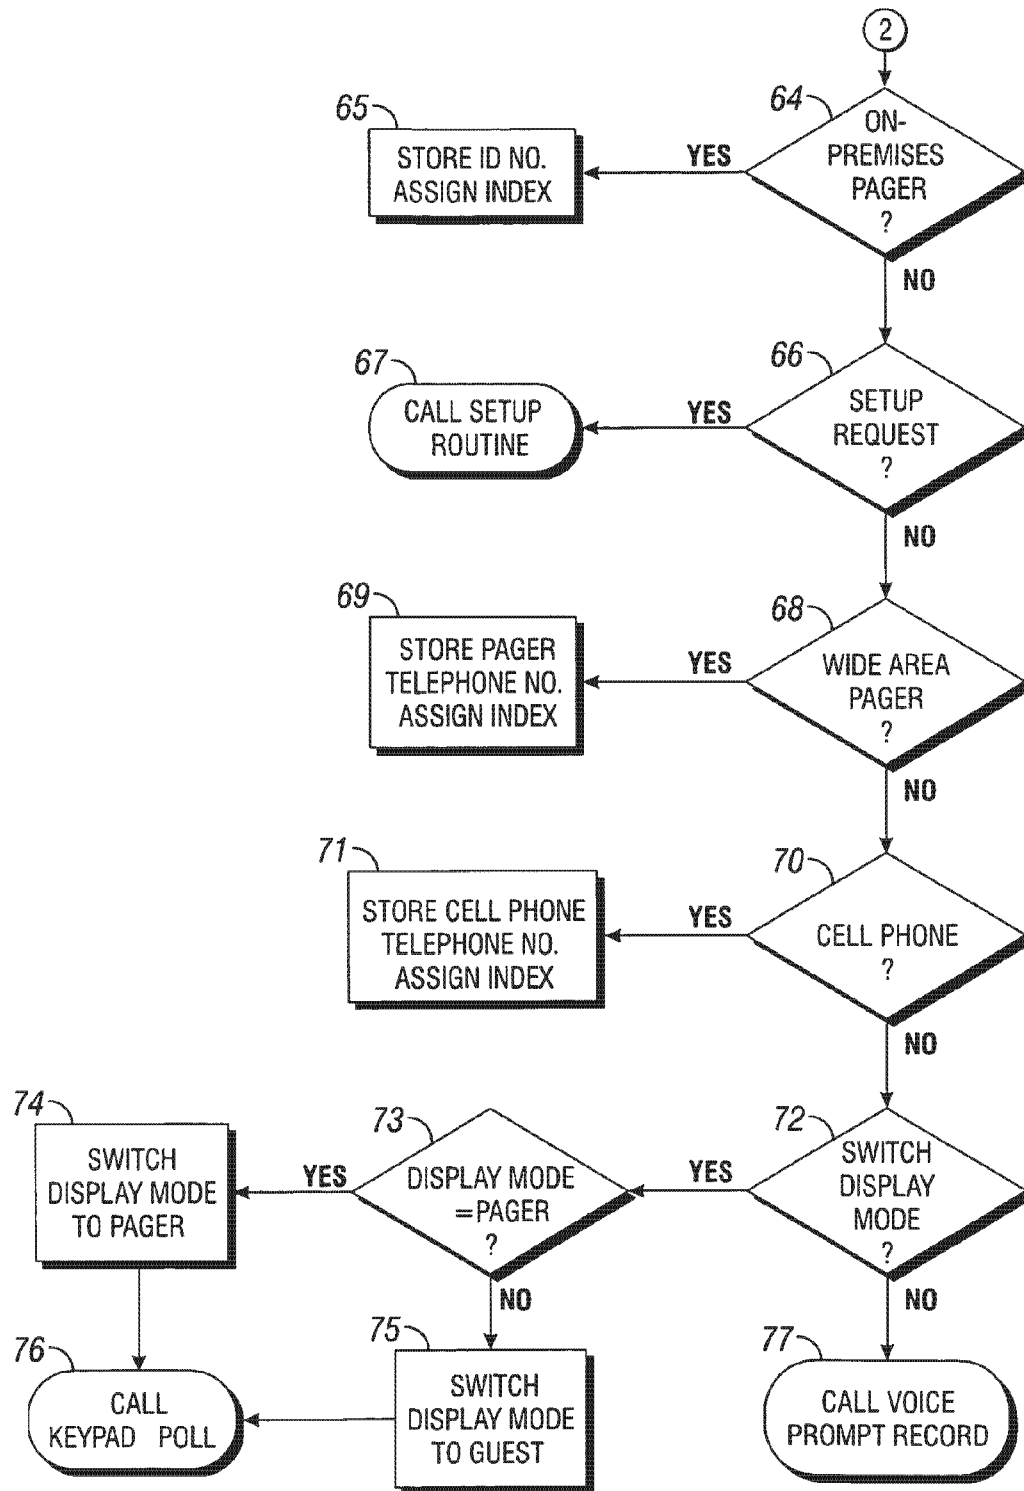 2
64
ON-
PREMISES
PAGER
?
YES
NO
65
STORE ID NO.
ASSIGN INDEX
66
SETUP
REQUEST
?
YES
NO
67
CALL SETUP
ROUTINE
68
WIDE AREA
PAGER
?
YES
NO
69
STORE PAGER
TELEPHONE NO.
ASSIGN INDEX
70
CELL PHONE
?
YES
NO
71
STORE CELL PHONE
TELEPHONE NO.
ASSIGN INDEX
72
SWITCH
DISPLAY
MODE
?
YES
NO
73
DISPLAY MODE
=PAGER
?
YES
NO
74
SWITCH
DISPLAY MODE
TO PAGER
75
SWITCH
DISPLAY MODE
TO GUEST
76
CALL
KEYPAD POLL
77
CALL VOICE
PROMPT RECORD